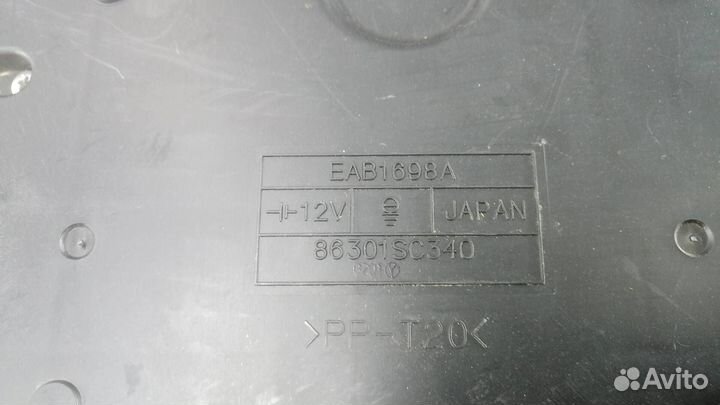 EAB1698A
12V JAPAN
86301SC340
>PP-T20<
Avito